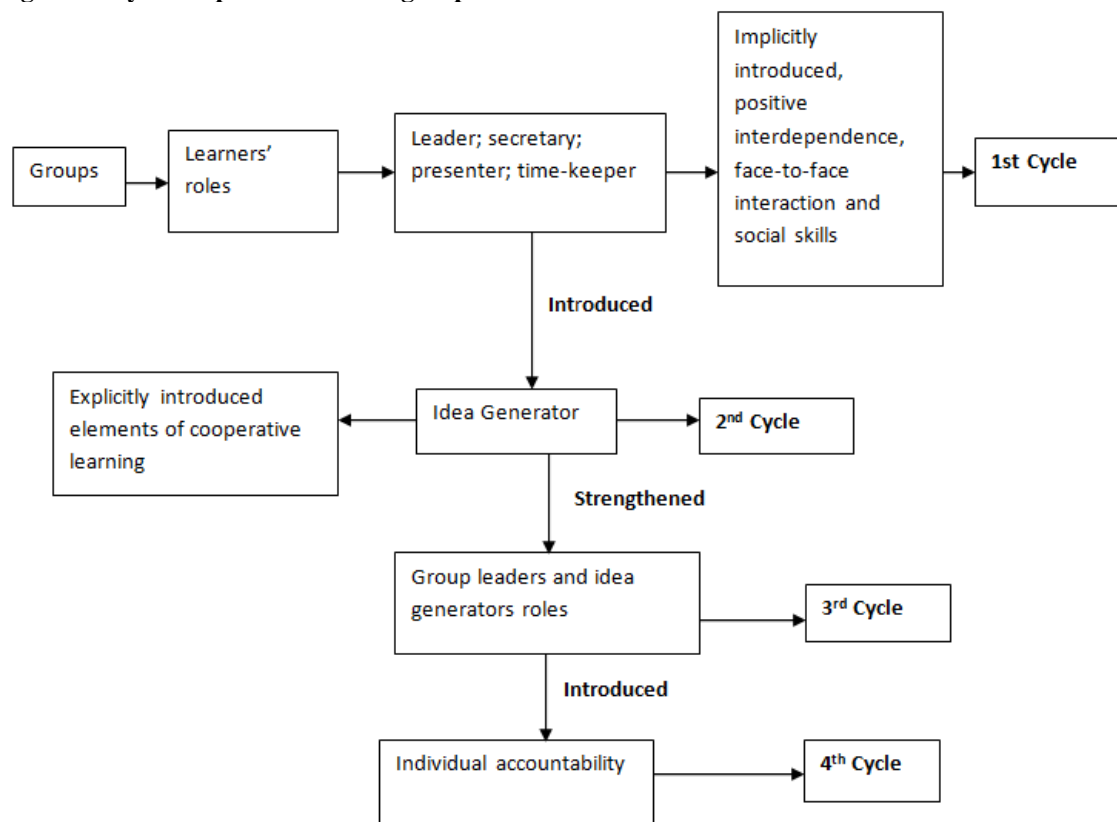 Groups
Learners’
roles
Leader; secretary;
presenter; time-keeper
Implicitly
introduced,
positive
interdependence,
face-to-face
interaction and
social skills
1st Cycle
Introduced
Explicitly introduced
elements of cooperative
learning
Idea Generator
2nd Cycle
Strengthened
Group leaders and idea
generators roles
3rd Cycle
Introduced
Individual accountability
4th Cycle